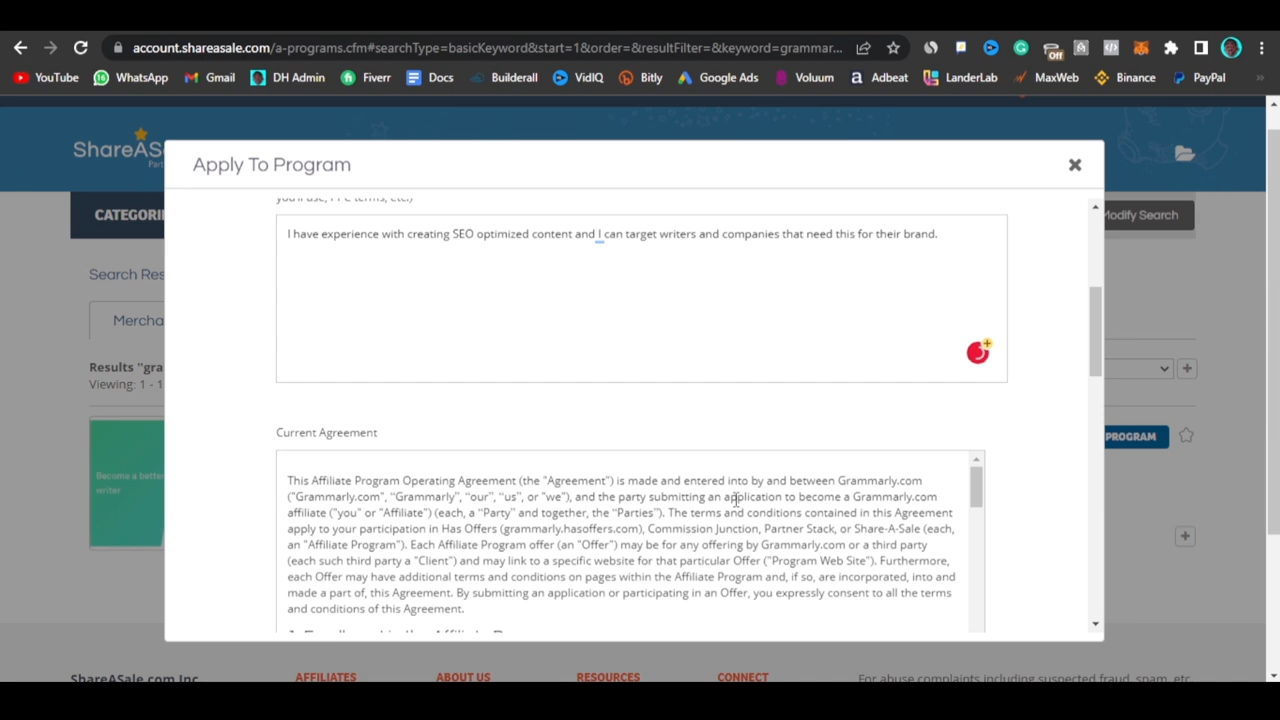 account.shareasale.com/a-programs.cfm#searchType=basicKeyword&start=1&order=&resultFilter=&keyword=grammar...
Off
YouTube WhatsApp Gmail DH Admin Fiverr Docs Builderall VidIQ Bitly Google Ads Voluum Adbeat LanderLab MaxWeb Binance PayPal »
ShareASa
Part
Apply To Program
CATEGORI
Modify Search
you'll use, PPC terms, etc)
I have experience with creating SEO optimized content and I can target writers and companies that need this for their brand.
Search Res
Mercha
Results "gra
Viewing: 1 - 1
Become a bette
writer
PROGRAM
Current Agreement
This Affiliate Program Operating Agreement (the "Agreement") is made and entered into by and between Grammarly.com
("Grammarly.com", "Grammarly", "our", "us", or "we"), and the party submitting an application to become a Grammarly.com
affiliate ("you" or "Affiliate") (each, a "Party" and together, the "Parties"). The terms and conditions contained in this Agreement
apply to your participation in Has Offers (grammarly.hasoffers.com), Commission Junction, Partner Stack, or Share-A-Sale (each,
an "Affiliate Program"). Each Affiliate Program offer (an "Offer") may be for any offering by Grammarly.com or a third party
(each such third party a "Client") and may link to a specific website for that particular Offer ("Program Web Site"). Furthermore,
each Offer may have additional terms and conditions on pages within the Affiliate Program and, if so, are incorporated, into and
made a part of, this Agreement. By submitting an application or participating in an Offer, you expressly consent to all the terms
and conditions of this Agreement.
ShareASale.com Inc. AFFILIATES ABOUT US RESOURCES CONNECT For abuse complaints including suspected fraud, spam, etc